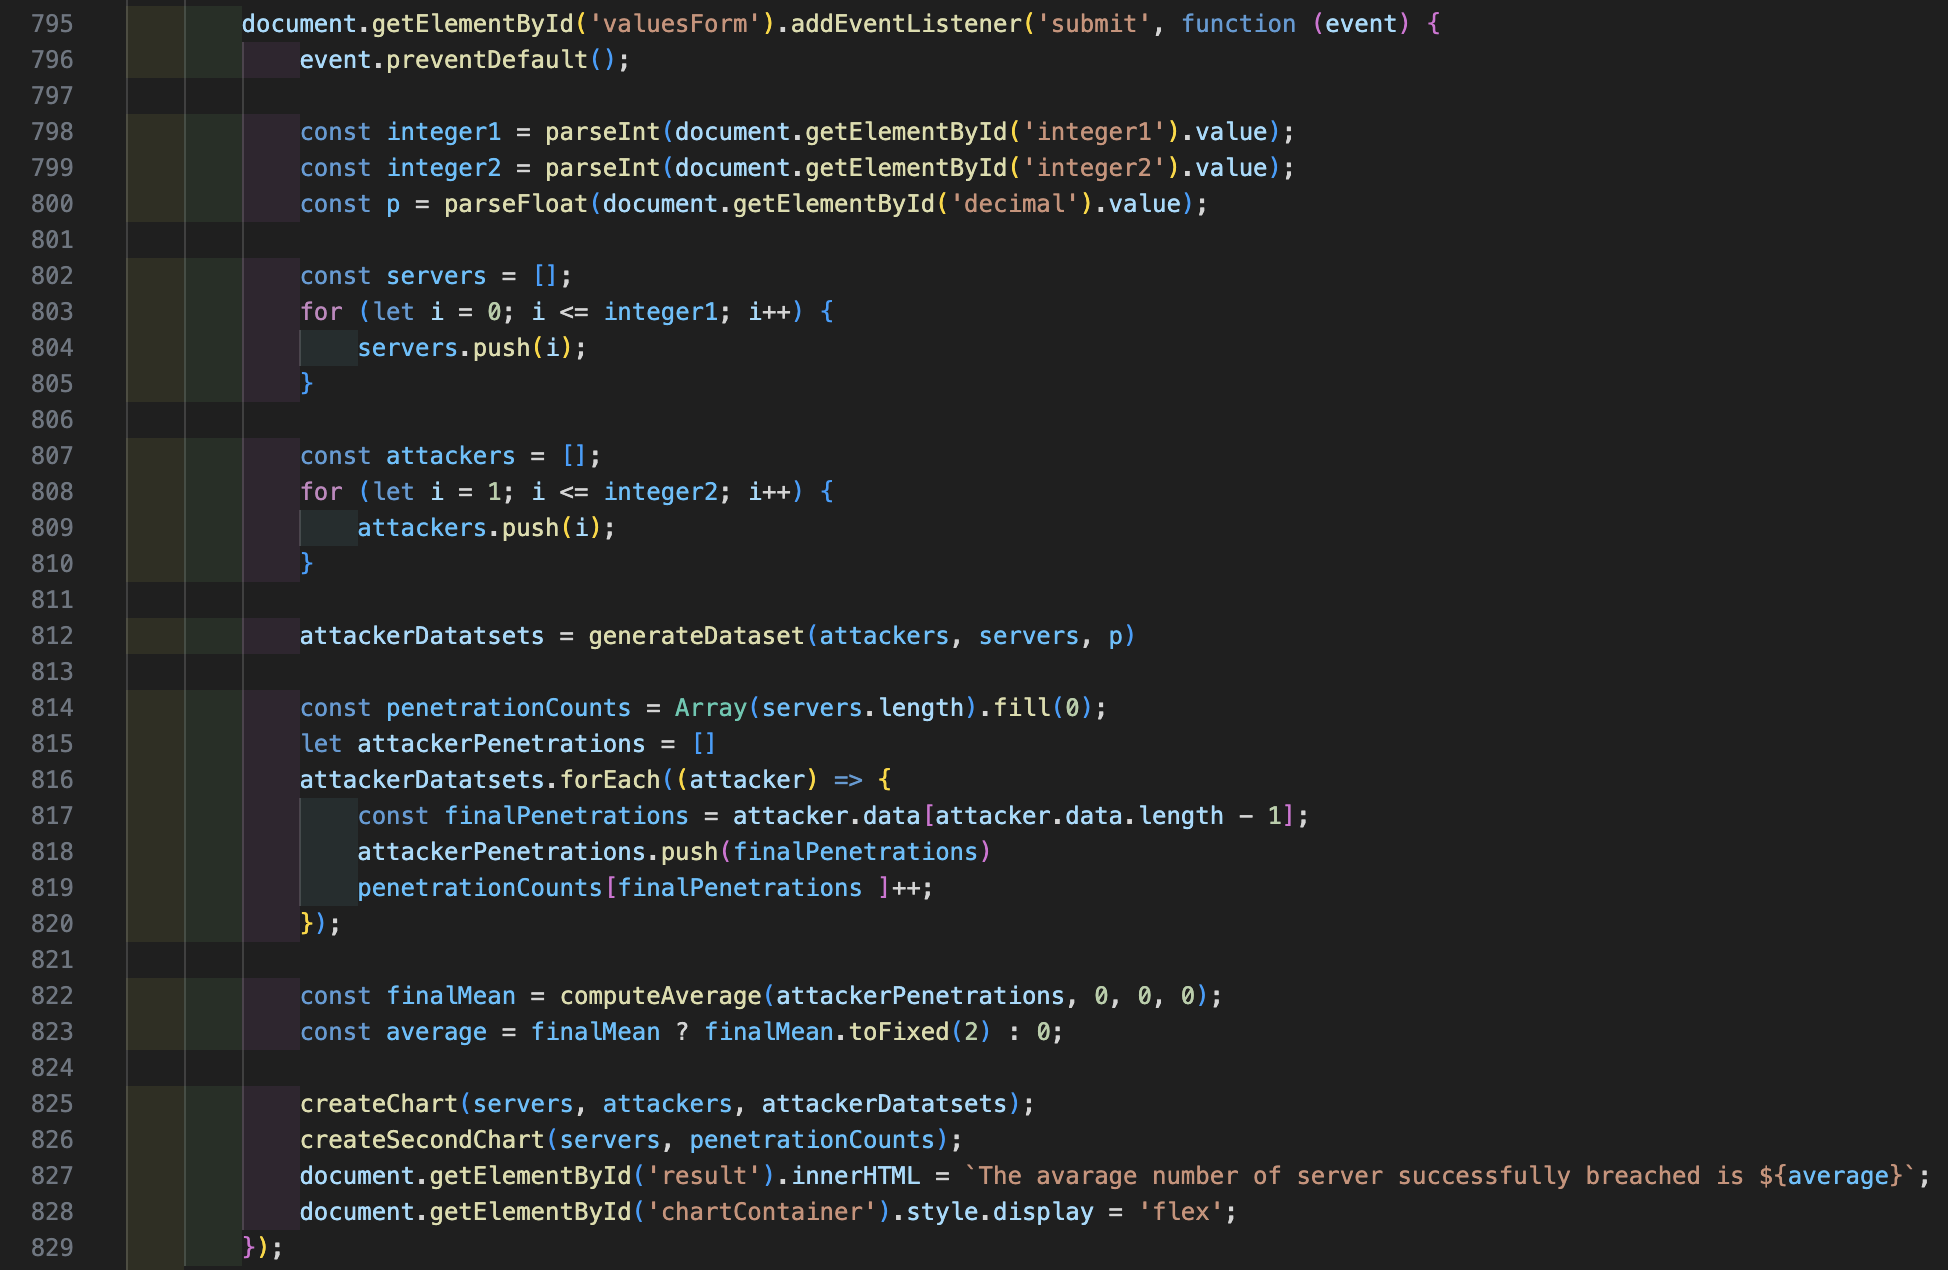 795 document.getElementById('valuesForm').addEventListener('submit', function (event) {
796 event.preventDefault();
797
798 const integer1 = parseInt(document.getElementById('integer1').value);
799 const integer2 = parseInt(document.getElementById('integer2').value);
800 const p = parseFloat(document.getElementById('decimal').value);
801
802 const servers = [];
803 for (let i = 0; i <= integer1; i++) {
804 servers.push(i);
805 }
806
807 const attackers = [];
808 for (let i = 1; i <= integer2; i++) {
809 attackers.push(i);
810 }
811
812 attackerDatatsets = generateDataset(attackers, servers, p)
813
814 const penetrationCounts = Array(servers.length).fill(0);
815 let attackerPenetrations = []
816 attackerDatatsets.forEach((attacker) => {
817 const finalPenetrations = attacker.data[attacker.data.length - 1];
818 attackerPenetrations.push(finalPenetrations)
819 penetrationCounts[finalPenetrations ]++;
820 });
821
822 const finalMean = computeAverage(attackerPenetrations, 0, 0, 0);
823 const average = finalMean ? finalMean.toFixed(2) : 0;
824
825 createChart(servers, attackers, attackerDatatsets);
826 createSecondChart(servers, penetrationCounts);
827 document.getElementById('result').innerHTML = `The avarage number of server successfully breached is ${average}`;
828 document.getElementById('chartContainer').style.display = 'flex';
829 });